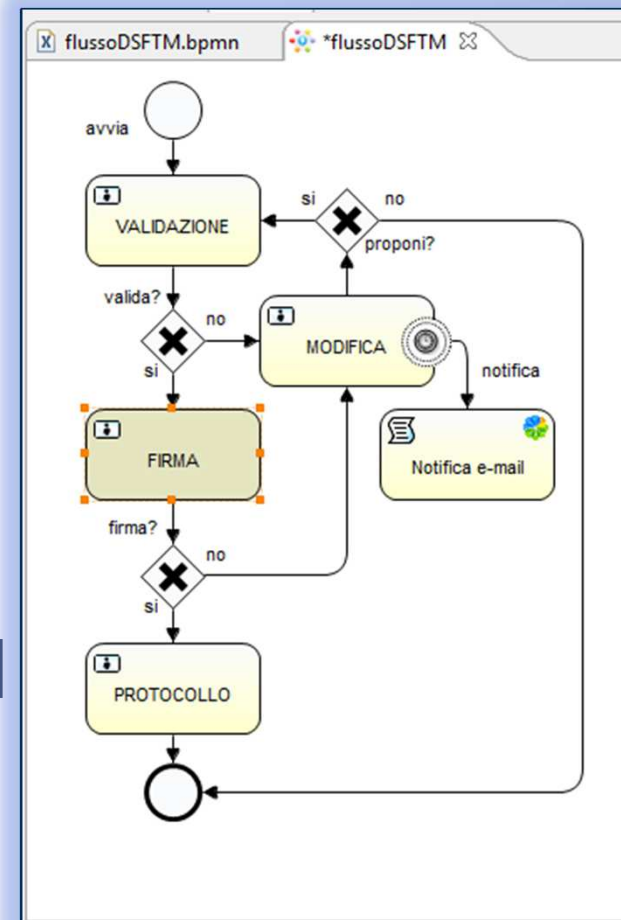 flussoDSFTM.bpmn
*flussoDSFTM
avvia
VALIDAZIONE
si
no
proponi?
valida?
no
si
MODIFICA
notifica
FIRMA
Notifica e-mail
firma?
no
si
PROTOCOLLO